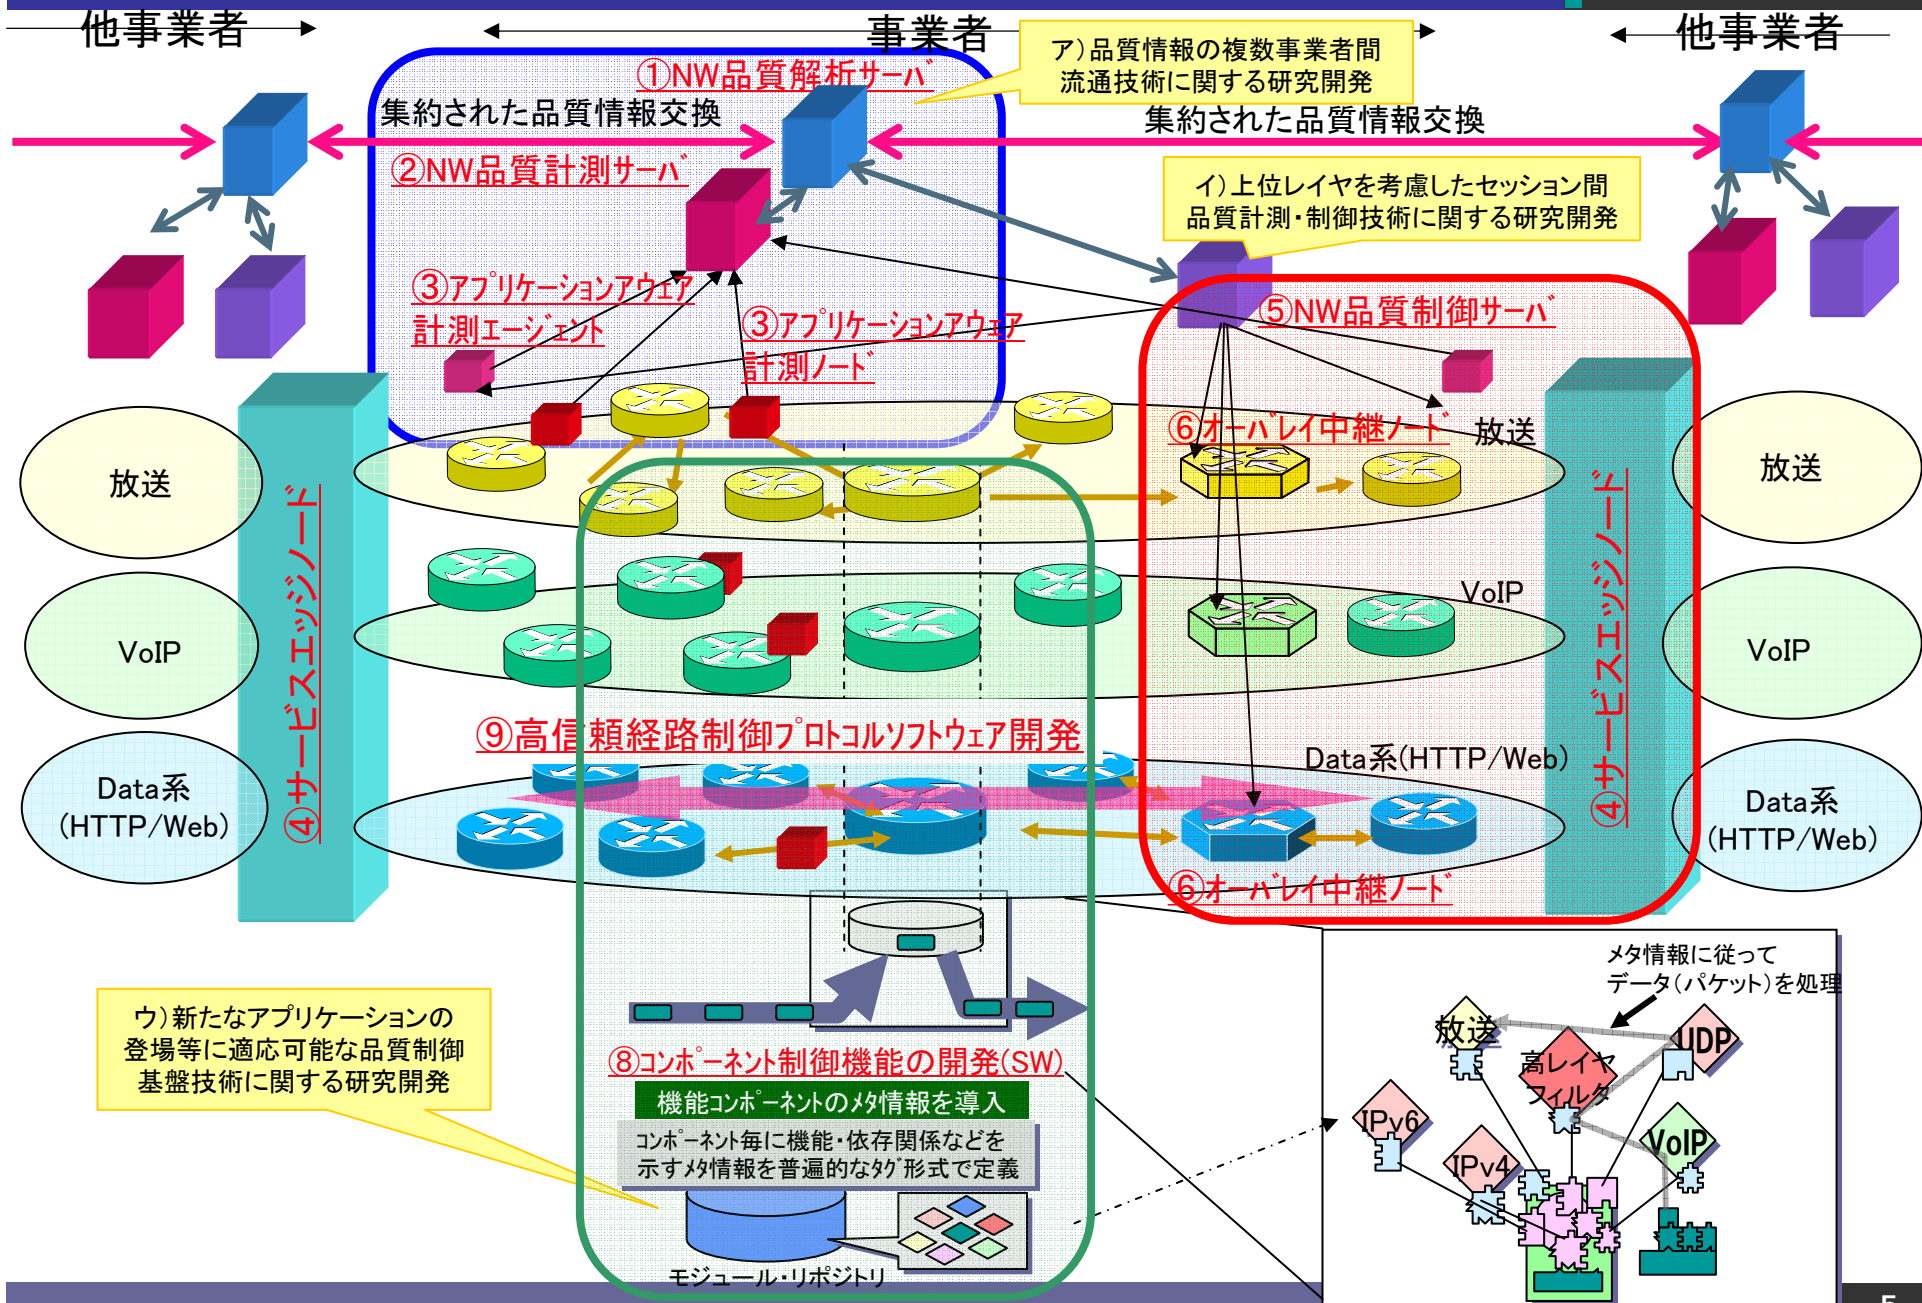 他事業者
事業者
他事業者
ア）品質情報の複数事業者間
流通技術に関する研究開発
①NW品質解析サーバ
集約された品質情報交換
集約された品質情報交換
②NW品質計測サーバ
イ）上位レイヤを考慮したセッション間
品質計測・制御技術に関する研究開発
③アプリケーションアウェア
計測エージェント
③アプリケーションアウェア
計測ノード
⑤NW品質制御サーバ
⑥オーバレイ中継ノード
放送
放送
放送
④サービスエッジノード
④サービスエッジノード
VoIP
VoIP
VoIP
⑨高信頼経路制御プロトコルソフトウェア開発
Data系(HTTP/Web)
Data系
(HTTP/Web)
Data系
(HTTP/Web)
⑥オーバレイ中継ノード
ウ）新たなアプリケーションの
登場等に適応可能な品質制御
基盤技術に関する研究開発
⑧コンポーネント制御機能の開発(SW)
機能コンポーネントのメタ情報を導入
コンポーネント毎に機能・依存関係などを
示すメタ情報を普遍的なタグ形式で定義
モジュール・リポジトリ
メタ情報に従って
データ（パケット）を処理
放送
UDP
高レイヤ
フィルタ
IPv6
IPv4
VoIP
5